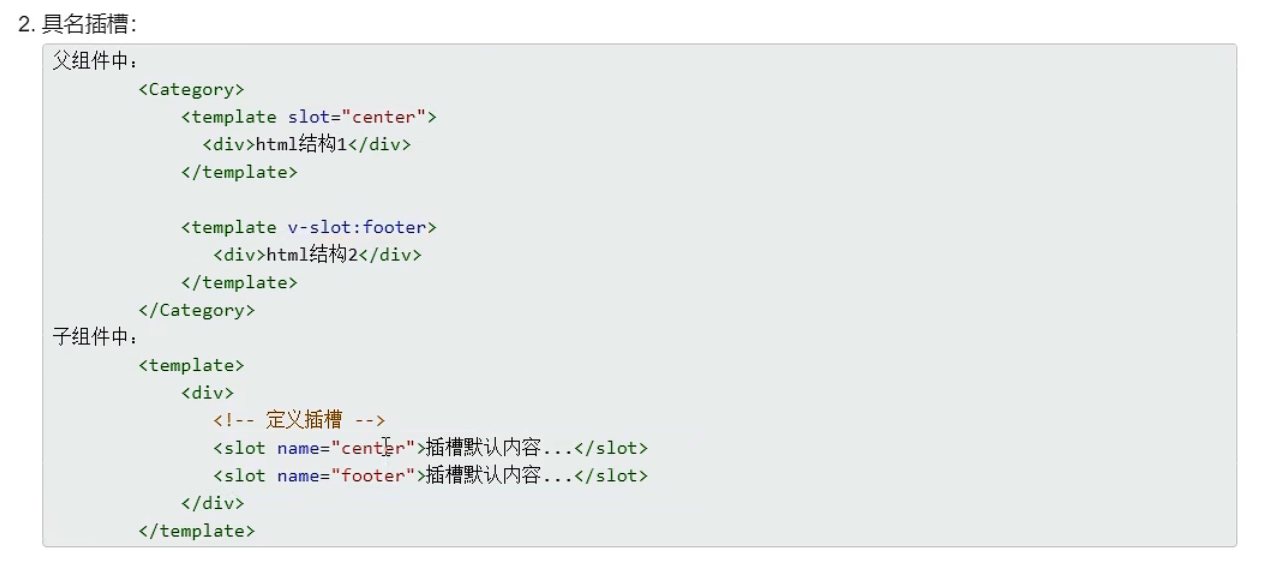 2. 具名插槽：
父组件中：
<Category>
<template slot="center">
<div>html结构1</div>
</template>
<template v-slot:footer>
<div>html结构2</div>
</template>
</Category>
子组件中：
<template>
<div>
<!-- 定义插槽 -->
<slot name="center">插槽默认内容...</slot>
<slot name="footer">插槽默认内容...</slot>
</div>
</template>